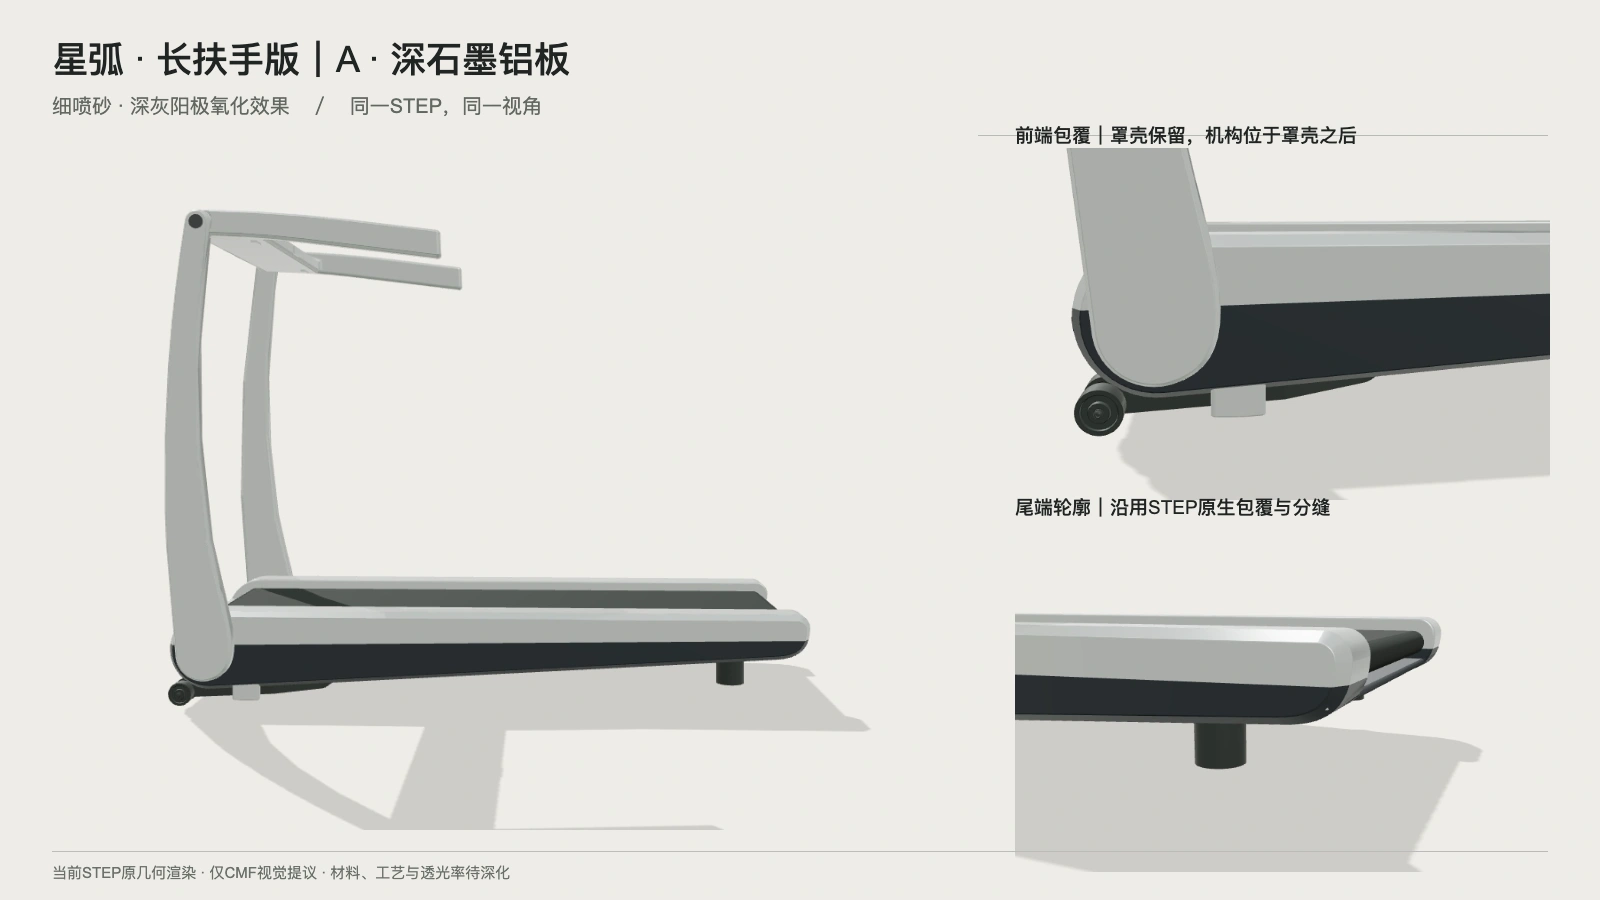 星弧 · 长扶手版｜A · 深石墨铝板
细喷砂 · 深灰阳极氧化效果 / 同一STEP，同一视角
前端包覆｜罩壳保留，机构位于罩壳之后
尾端轮廓｜沿用STEP原生包覆与分缝
当前STEP原几何渲染 · 仅CMF视觉提议 · 材料、工艺与透光率待深化